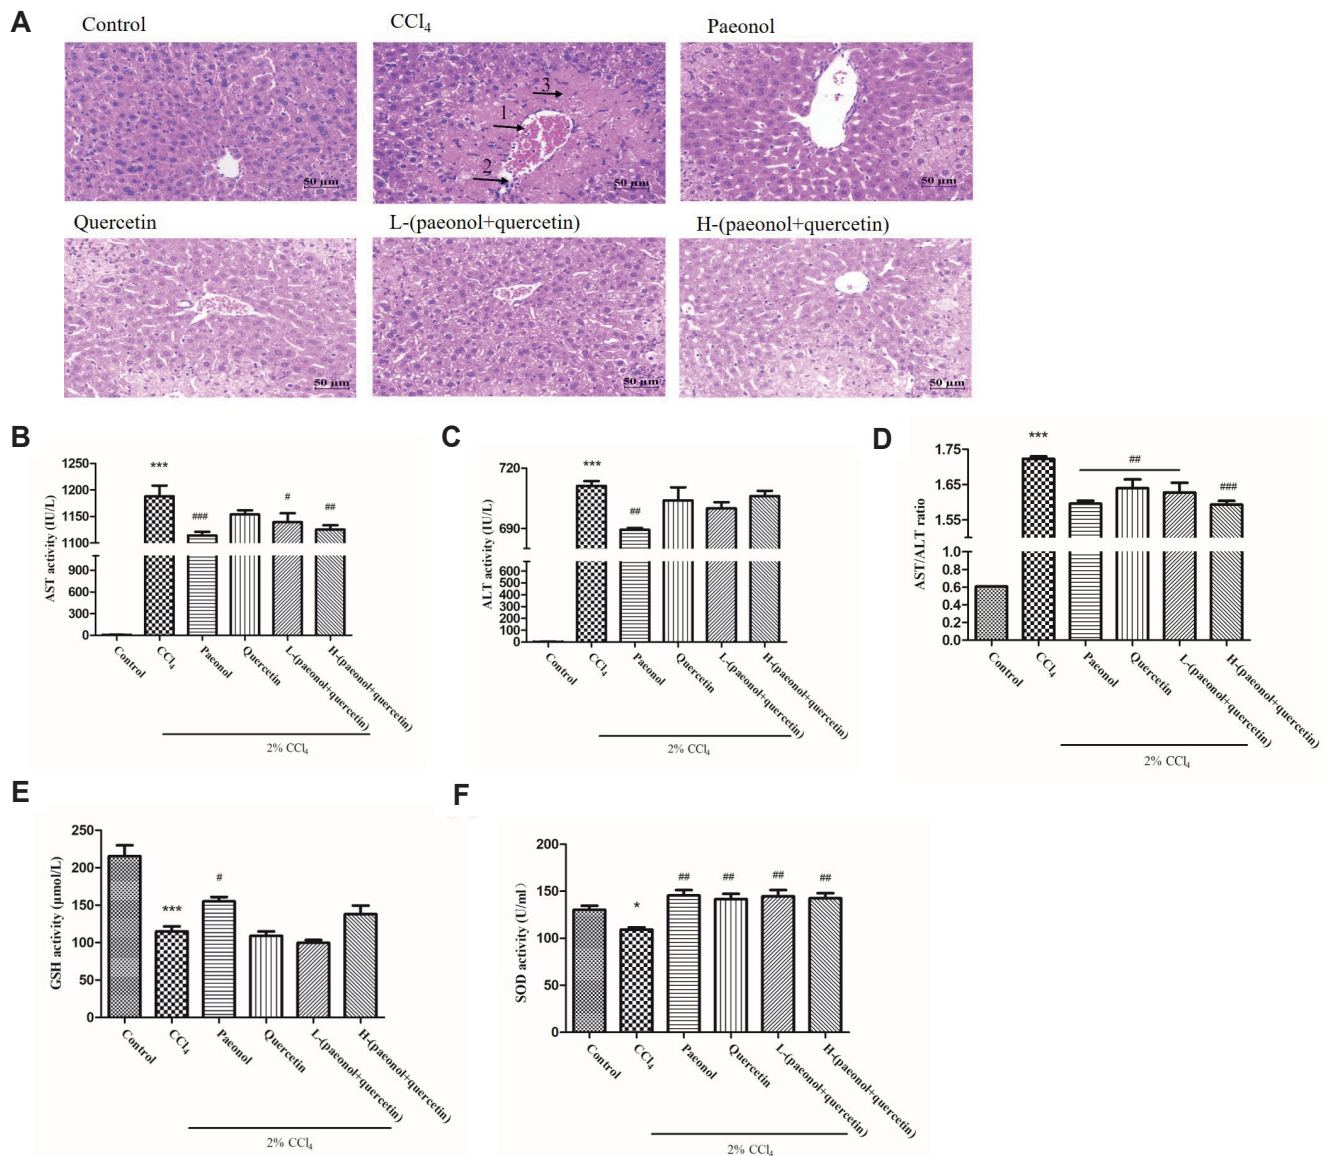 A
Control
CCl4
Paeonol
3
1
2
50 μm
50 μm
50 μm
Quercetin
L-(paeonol+quercetin)
H-(paeonol+quercetin)
50 μm
50 μm
50 μm
B
AST activity (IU/L)
1250
1200
1150
1100
900
600
300
0
***
###
#
##
Control
CCl4
Paeonol
Quercetin
L-(paeonol+quercetin)
H-(paeonol+quercetin)
2% CCl4
C
ALT activity (IU/L)
720
690
600
500
400
300
200
100
0
***
##
Control
CCl4
Paeonol
Quercetin
L-(paeonol+quercetin)
H-(paeonol+quercetin)
2% CCl4
D
AST/ALT ratio
1.75
1.65
1.55
1.0
0.8
0.6
0.4
0.2
0.0
***
##
###
Control
CCl4
Paeonol
Quercetin
L-(paeonol+quercetin)
H-(paeonol+quercetin)
2% CCl4
E
GSH activity (μmol/L)
250
200
150
100
50
0
***
#
Control
CCl4
Paeonol
Quercetin
L-(paeonol+quercetin)
H-(paeonol+quercetin)
2% CCl4
F
SOD activity (U/ml)
200
150
100
50
0
*
##
##
##
##
Control
CCl4
Paeonol
Quercetin
L-(paeonol+quercetin)
H-(paeonol+quercetin)
2% CCl4